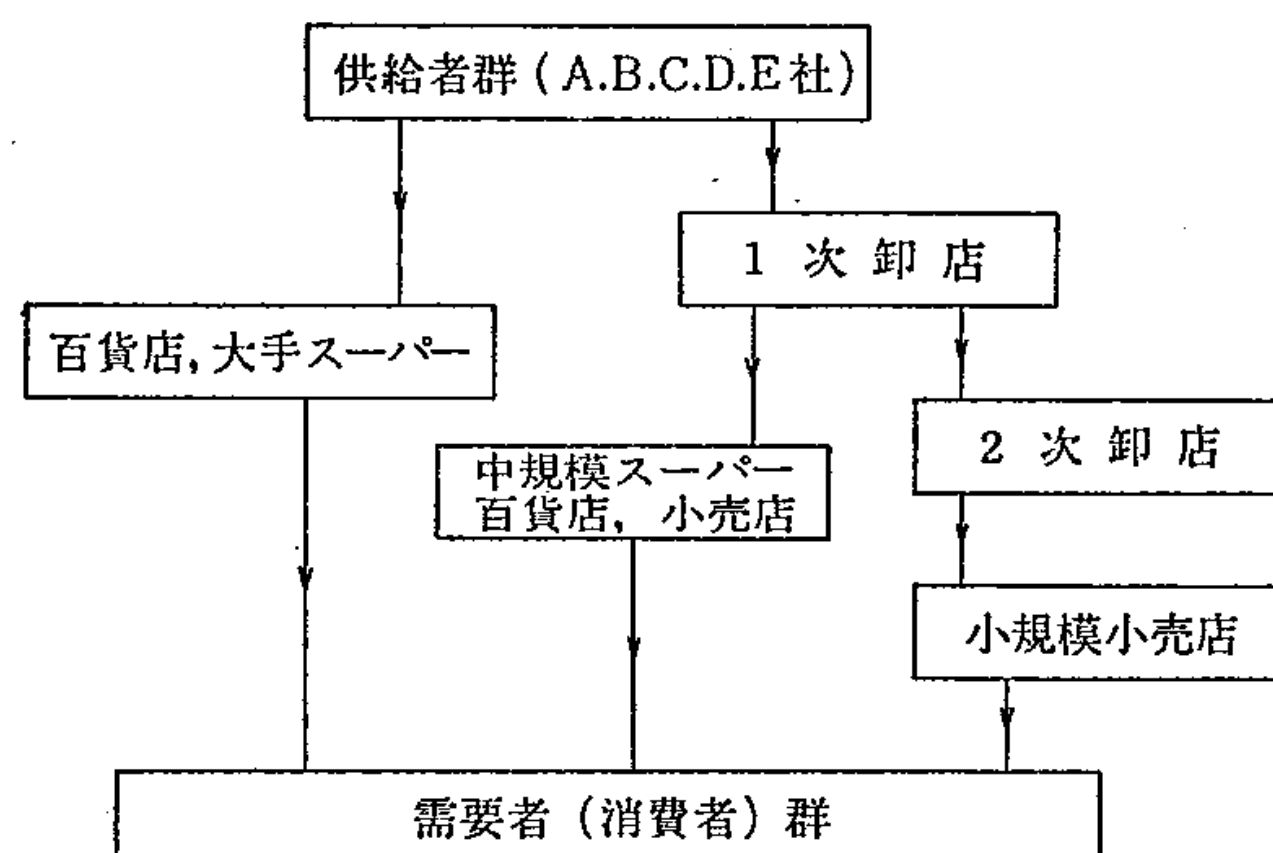 供給者群(A.B.C.D.E社)
1次卸店
百貨店,大手スーパー
2次卸店
中規模スーパー
百貨店,小売店
小規模小売店
需要者(消費者)群